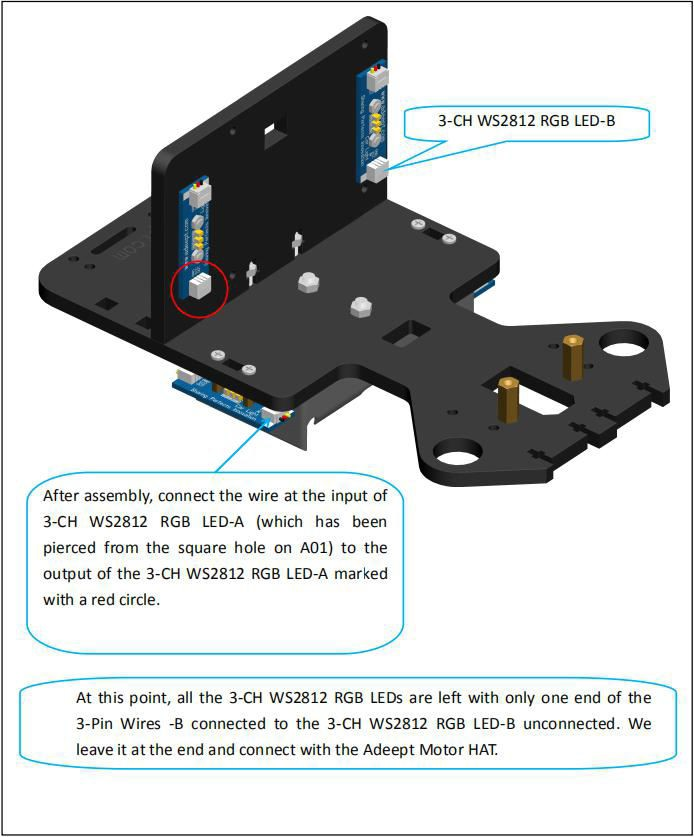 3-CH WS2812 RGB LED-B
After assembly, connect the wire at the input of
3-CH WS2812 RGB LED-A (which has been
pierced from the square hole on A01) to the
output of the 3-CH WS2812 RGB LED-A marked
with a red circle.
At this point, all the 3-CH WS2812 RGB LEDs are left with only one end of the
3-Pin Wires -B connected to the 3-CH WS2812 RGB LED-B unconnected. We
leave it at the end and connect with the Adeept Motor HAT.